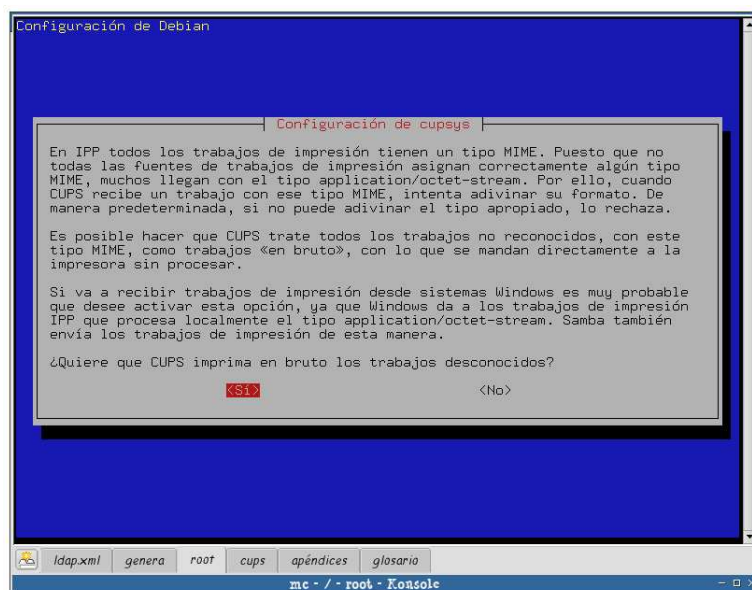 Configuración de Debian
Configuración de cupsys
En IPP todos los trabajos de impresión tienen un tipo MIME. Puesto que no
todas las fuentes de trabajos de impresión asignan correctamente algún tipo
MIME, muchos llegan con el tipo application/octet-stream. Por ello, cuando
CUPS recibe un trabajo con ese tipo MIME, intenta adivinar su formato. De
manera predeterminada, si no puede adivinar el tipo apropiado, lo rechaza.
Es posible hacer que CUPS trate todos los trabajos no reconocidos, con este
tipo MIME, como trabajos «en bruto», con lo que se mandan directamente a la
impresora sin procesar.
Si va a recibir trabajos de impresión desde sistemas Windows es muy probable
que desee activar esta opción, ya que Windows da a los trabajos de impresión
IPP que procesa localmente el tipo application/octet-stream. Samba también
envía los trabajos de impresión de esta manera.
¿Quiere que CUPS imprima en bruto los trabajos desconocidos?
<Sí> <No>
ldap.xml genera root cups apéndices glosario
mc - / - root - Konsole